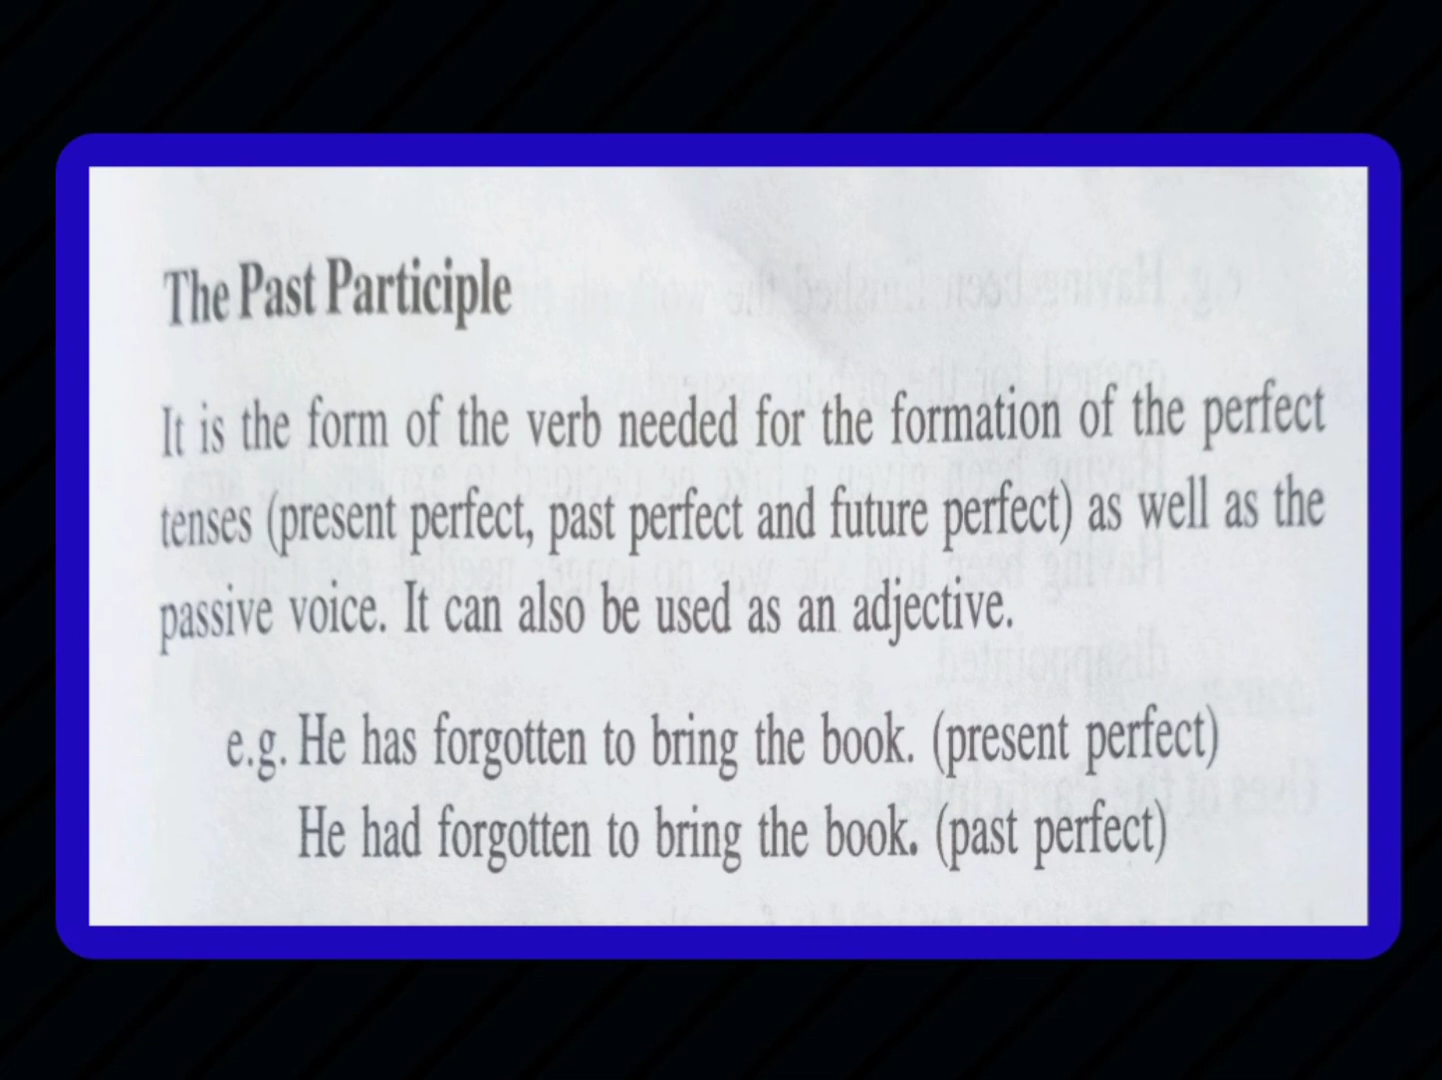 The Past Participle
It is the form of the verb needed for the formation of the perfect
tenses (present perfect, past perfect and future perfect) as well as the
passive voice. It can also be used as an adjective.
e.g. He has forgotten to bring the book. (present perfect)
He had forgotten to bring the book. (past perfect)